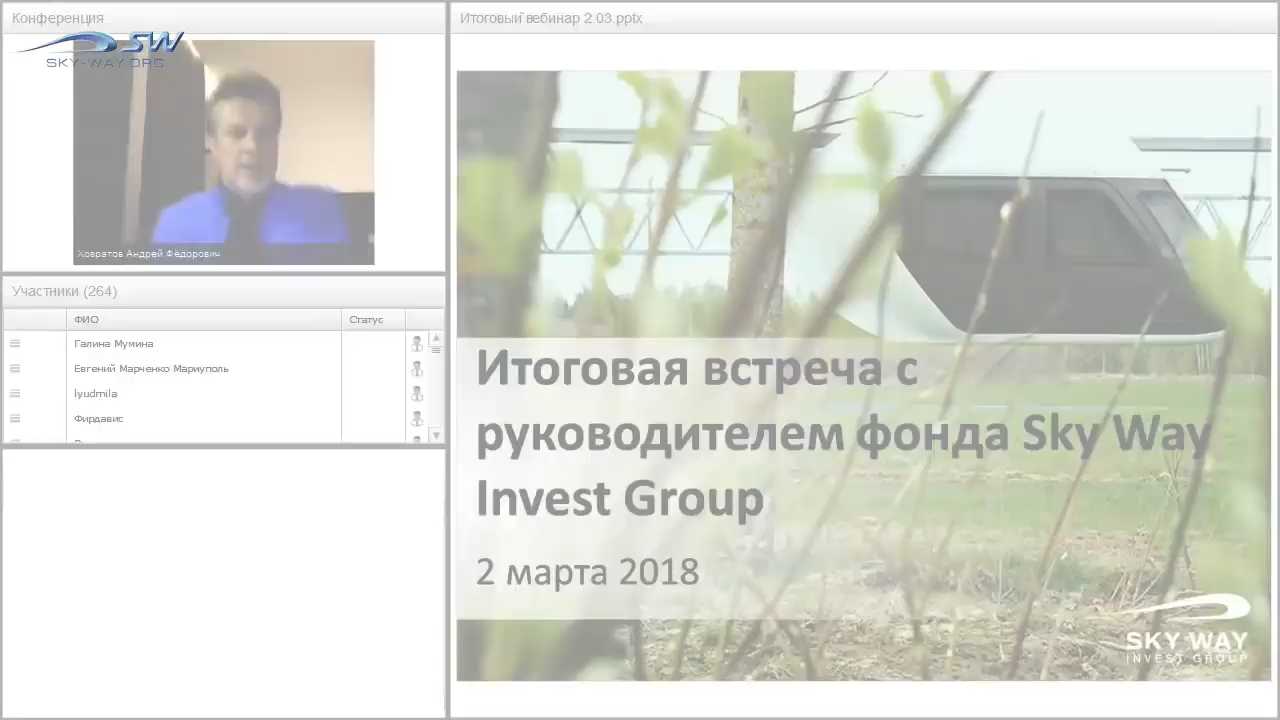 Конференция
SW
SKY-WAY.ORG
Ховратов Андрей Фёдорович
Участники (264)
ФИО Статус
Галина Мумина
Евгений Марченко Мариуполь
lyudmila
Фирдавис
Итоговый вебинар 2.03.pptx
Итоговая встреча с
руководителем фонда Sky Way
Invest Group
2 марта 2018
SKY WAY
INVEST GROUP